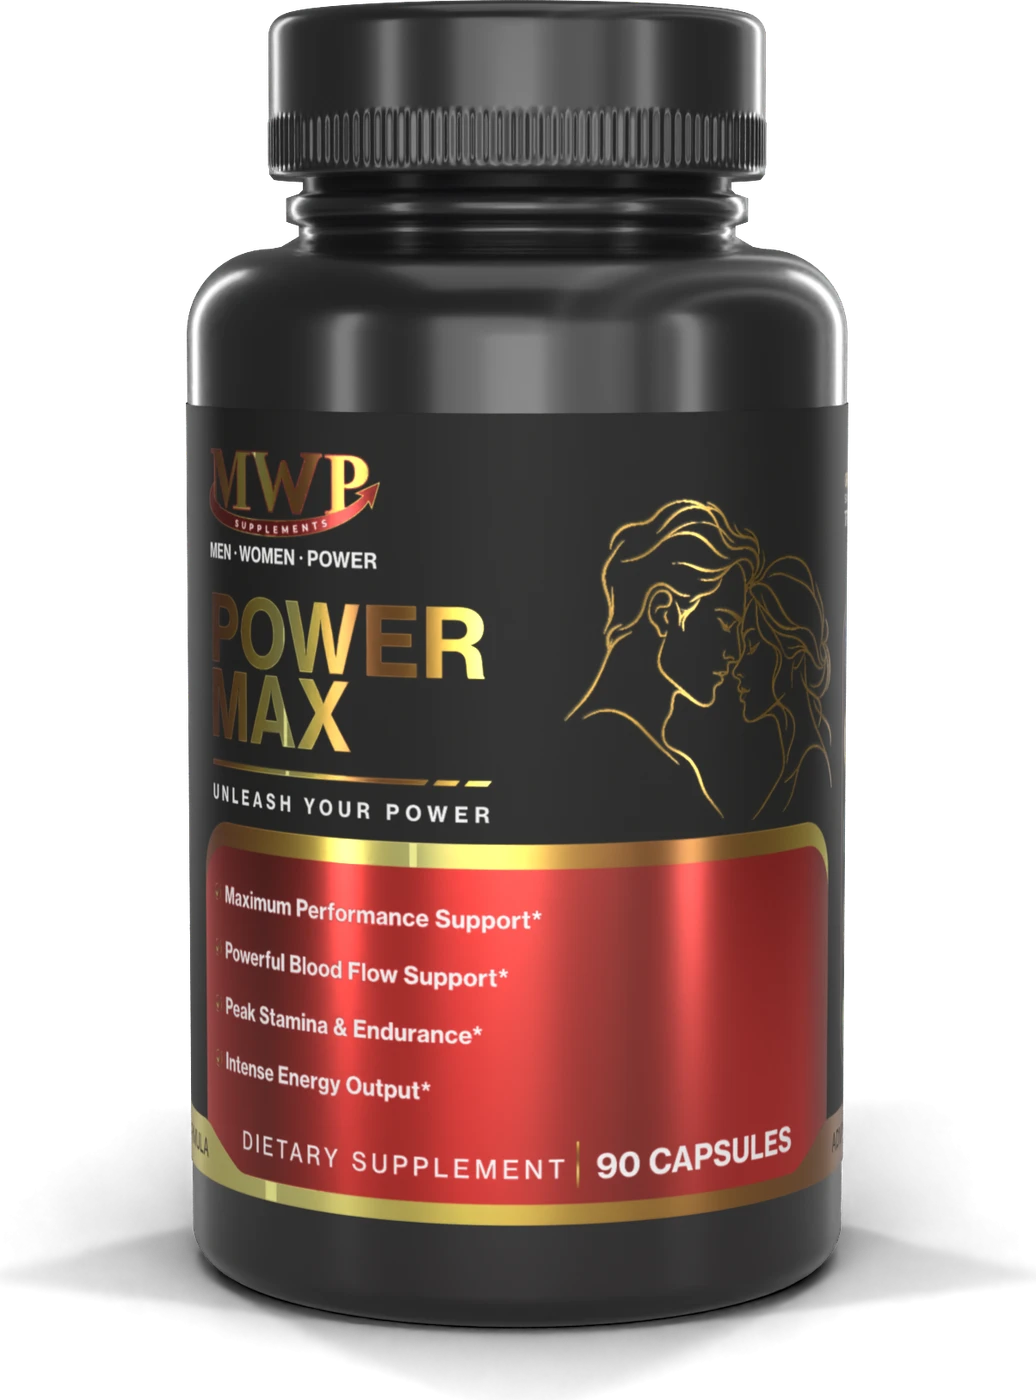 MWP
SUPPLEMENTS
MEN · WOMEN · POWER
POWER
MAX
UNLEASH YOUR POWER
Maximum Performance Support*
Powerful Blood Flow Support*
Peak Stamina & Endurance*
Intense Energy Output*
DIETARY SUPPLEMENT | 90 CAPSULES